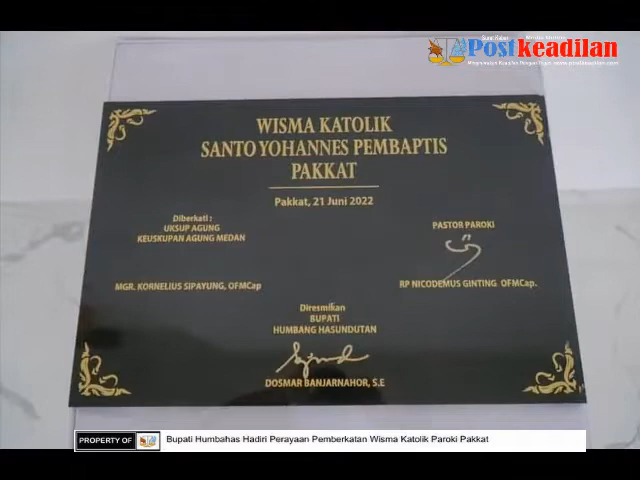 Postkeadilan
WISMA KATOLIK
SANTO YOHANNES PEMBAPTIS
PAKKAT
Pakkat, 21 Juni 2022
Diberkati :
UKSUP AGUNG
KEUSKUPAN AGUNG MEDAN
MGR. KORNELIUS SIPAYUNG, OFMCap
PASTOR PAROKI
RP NICODEMUS GINTING OFMCap.
Diresmikan
BUPATI
HUMBANG HASUNDUTAN
DOSMAR BANJARNAHOR, S.E
PROPERTY OF
Bupati Humbahas Hadiri Perayaan Pemberkatan Wisma Katolik Paroki Pakkat